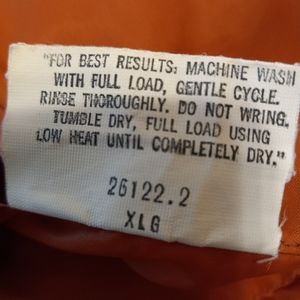 "FOR BEST RESULTS: MACHINE WASH
WITH FULL LOAD, GENTLE CYCLE.
RINSE THOROUGHLY. DO NOT WRING.
TUMBLE DRY, FULL LOAD USING
LOW HEAT UNTIL COMPLETELY DRY."
26122.2
XLG